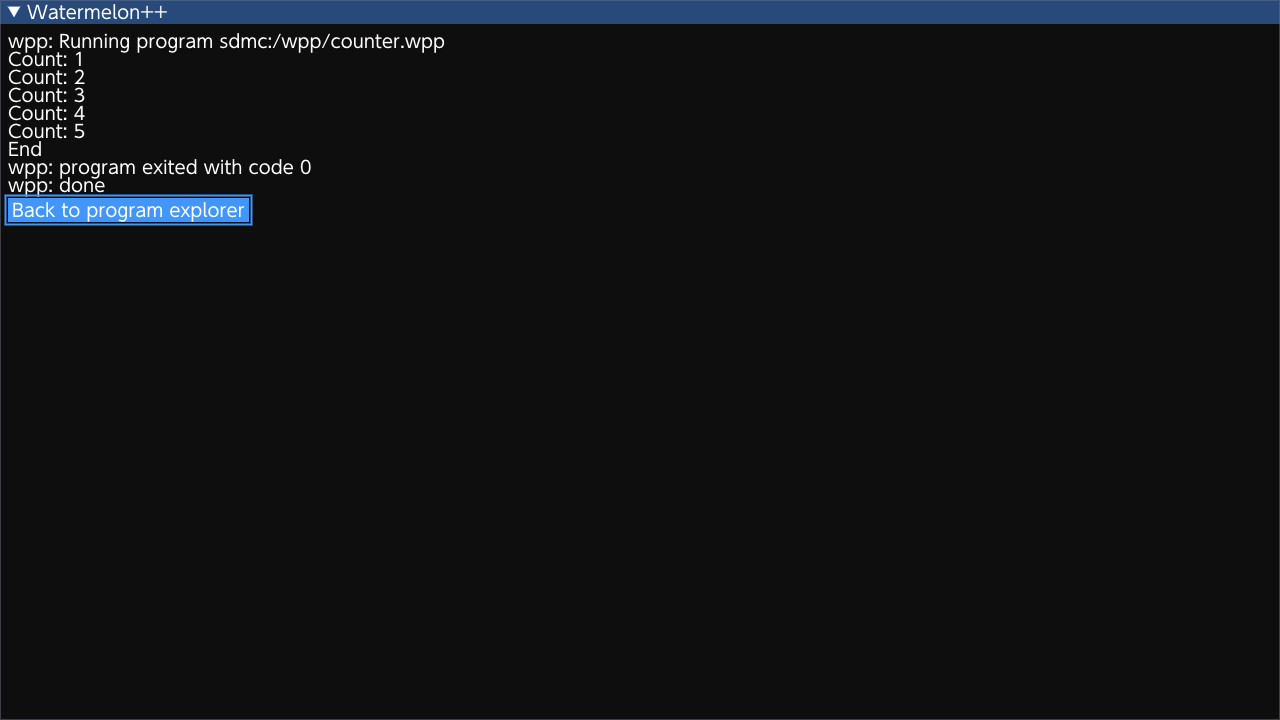 Watermelon++
wpp: Running program sdmc:/wpp/counter.wpp
Count: 1
Count: 2
Count: 3
Count: 4
Count: 5
End
wpp: program exited with code 0
wpp: done
Back to program explorer